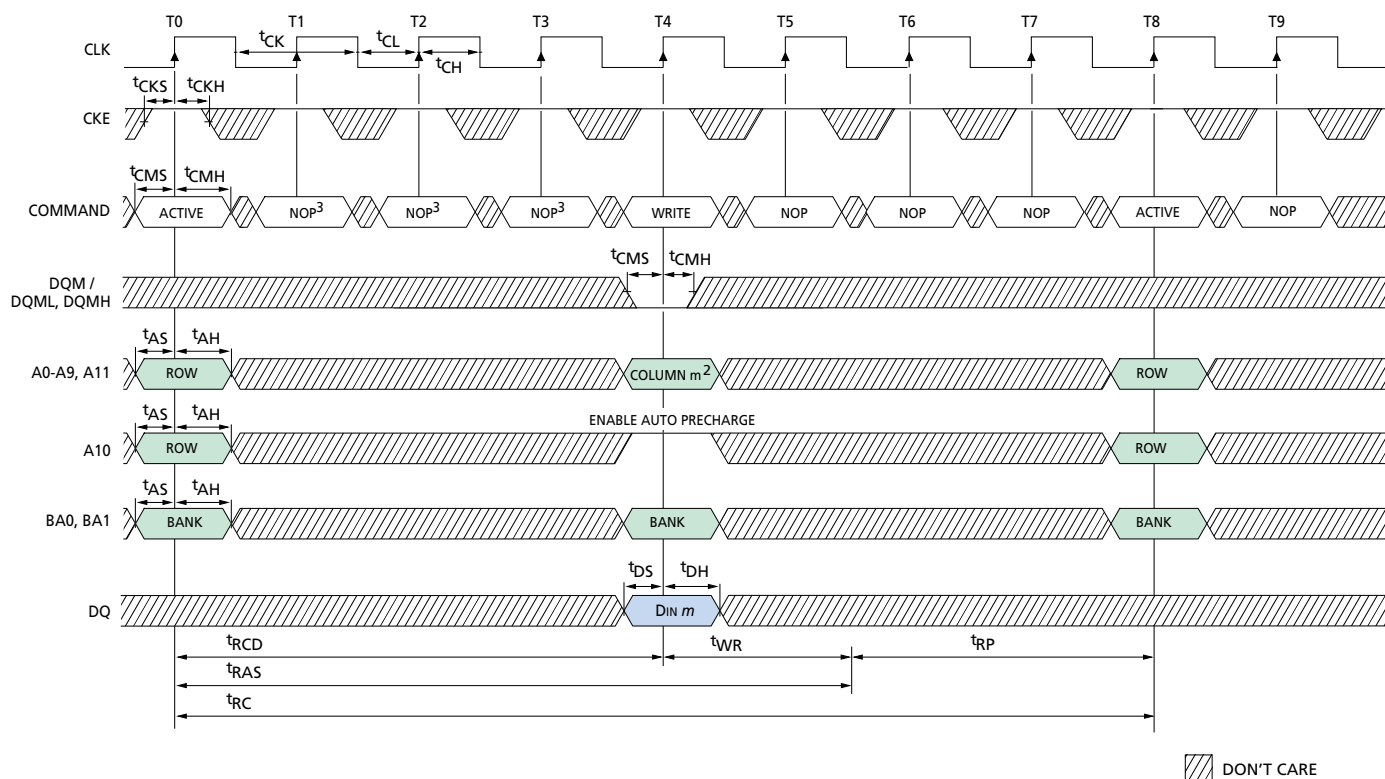 T0 T1 T2 T3 T4 T5 T6 T7 T8 T9
CLK tCK tCL tCH
tCKS tCKH
CKE
tCMS tCMH
COMMAND ACTIVE NOP3 NOP3 NOP3 WRITE NOP NOP NOP ACTIVE NOP
tCMS tCMH
DQM /
DQML, DQMH
tAS tAH
A0-A9, A11 ROW COLUMN m2 ROW
tAS tAH ENABLE AUTO PRECHARGE
A10 ROW ROW
tAS tAH
BA0, BA1 BANK BANK BANK
tDS tDH
DQ DIN m
tRCD tWR tRP
tRAS
tRC
DON'T CARE